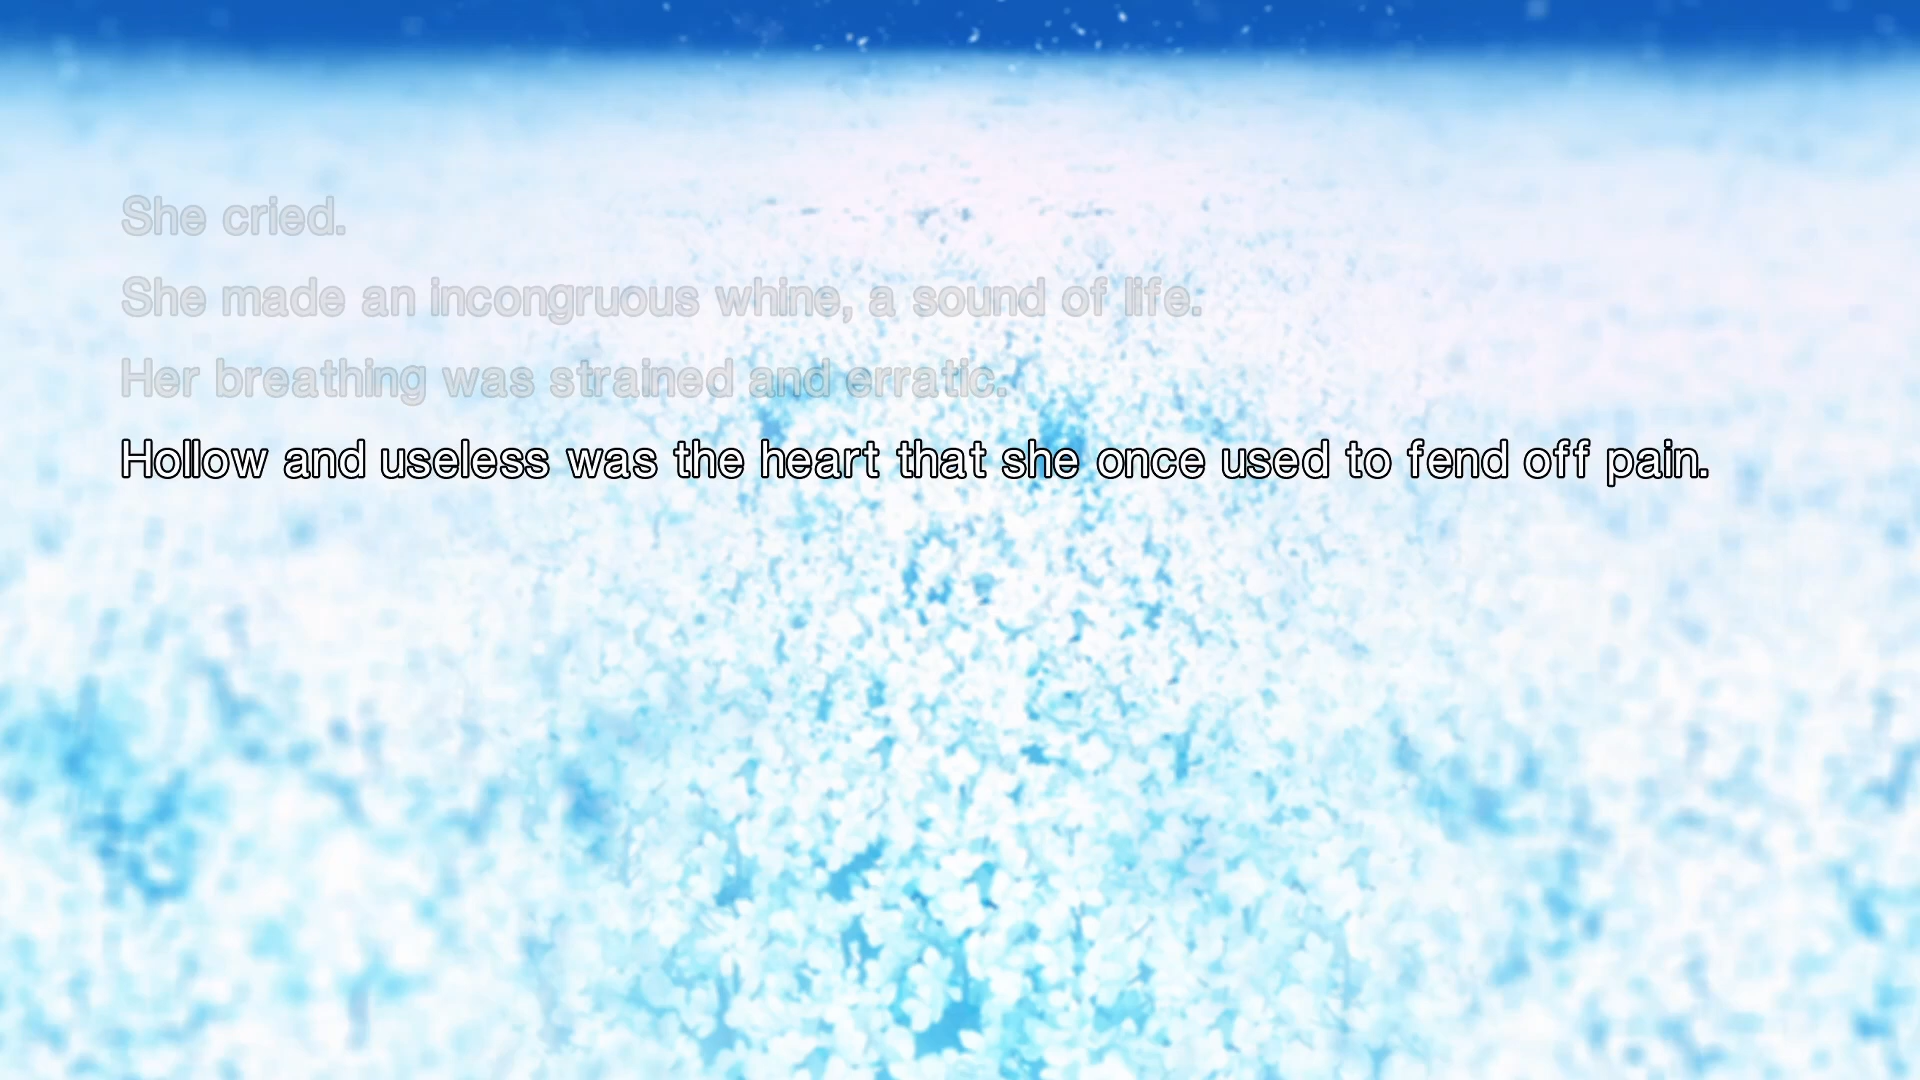 She cried.
She made an incongruous whine, a sound of life.
Her breathing was strained and erratic.
Hollow and useless was the heart that she once used to fend off pain.